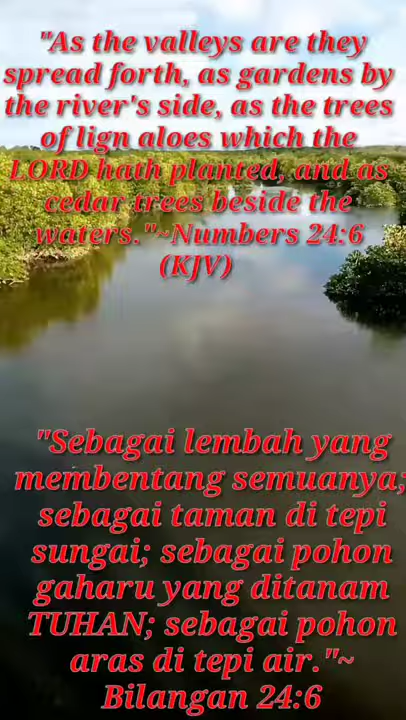 "As the valleys are they
spread forth, as gardens by
the river's side, as the trees
of lign aloes which the
LORD hath planted, and as
cedar trees beside the
waters."~Numbers 24:6
(KJV)
"Sebagai lembah yang
membentang semuanya;
sebagai taman di tepi
sungai; sebagai pohon
gaharu yang ditanam
TUHAN; sebagai pohon
aras di tepi air."~
Bilangan 24:6